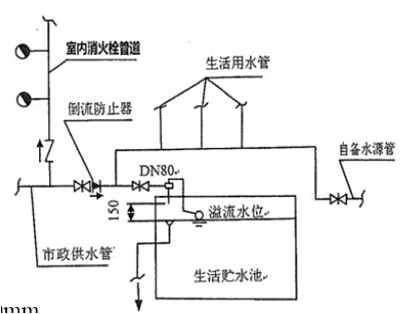 室内消火栓管道
生活用水管
倒流防止器
自备水源管
DN80
150
溢流水位
市政供水管
生活贮水池
mm